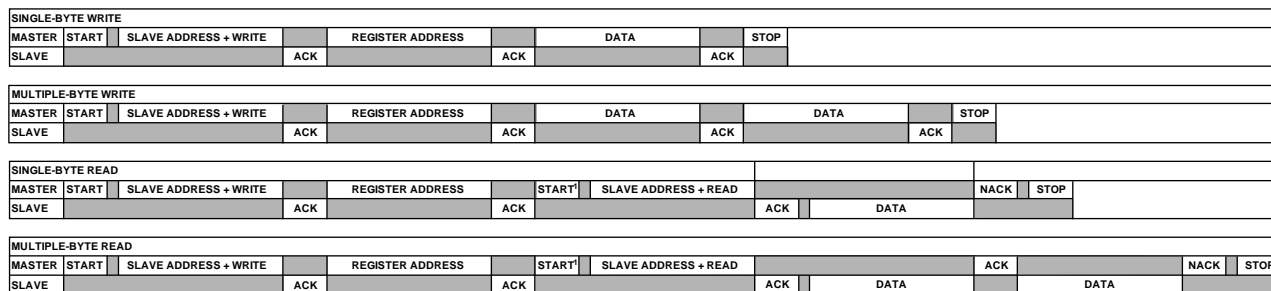 SINGLE-BYTE WRITE
MASTER START SLAVE ADDRESS + WRITE REGISTER ADDRESS DATA STOP
SLAVE ACK ACK ACK
MULTIPLE-BYTE WRITE
MASTER START SLAVE ADDRESS + WRITE REGISTER ADDRESS DATA DATA STOP
SLAVE ACK ACK ACK ACK
SINGLE-BYTE READ
MASTER START SLAVE ADDRESS + WRITE REGISTER ADDRESS START¹ SLAVE ADDRESS + READ NACK STOP
SLAVE ACK ACK ACK DATA
MULTIPLE-BYTE READ
MASTER START SLAVE ADDRESS + WRITE REGISTER ADDRESS START¹ SLAVE ADDRESS + READ ACK NACK STOP
SLAVE ACK ACK ACK DATA DATA